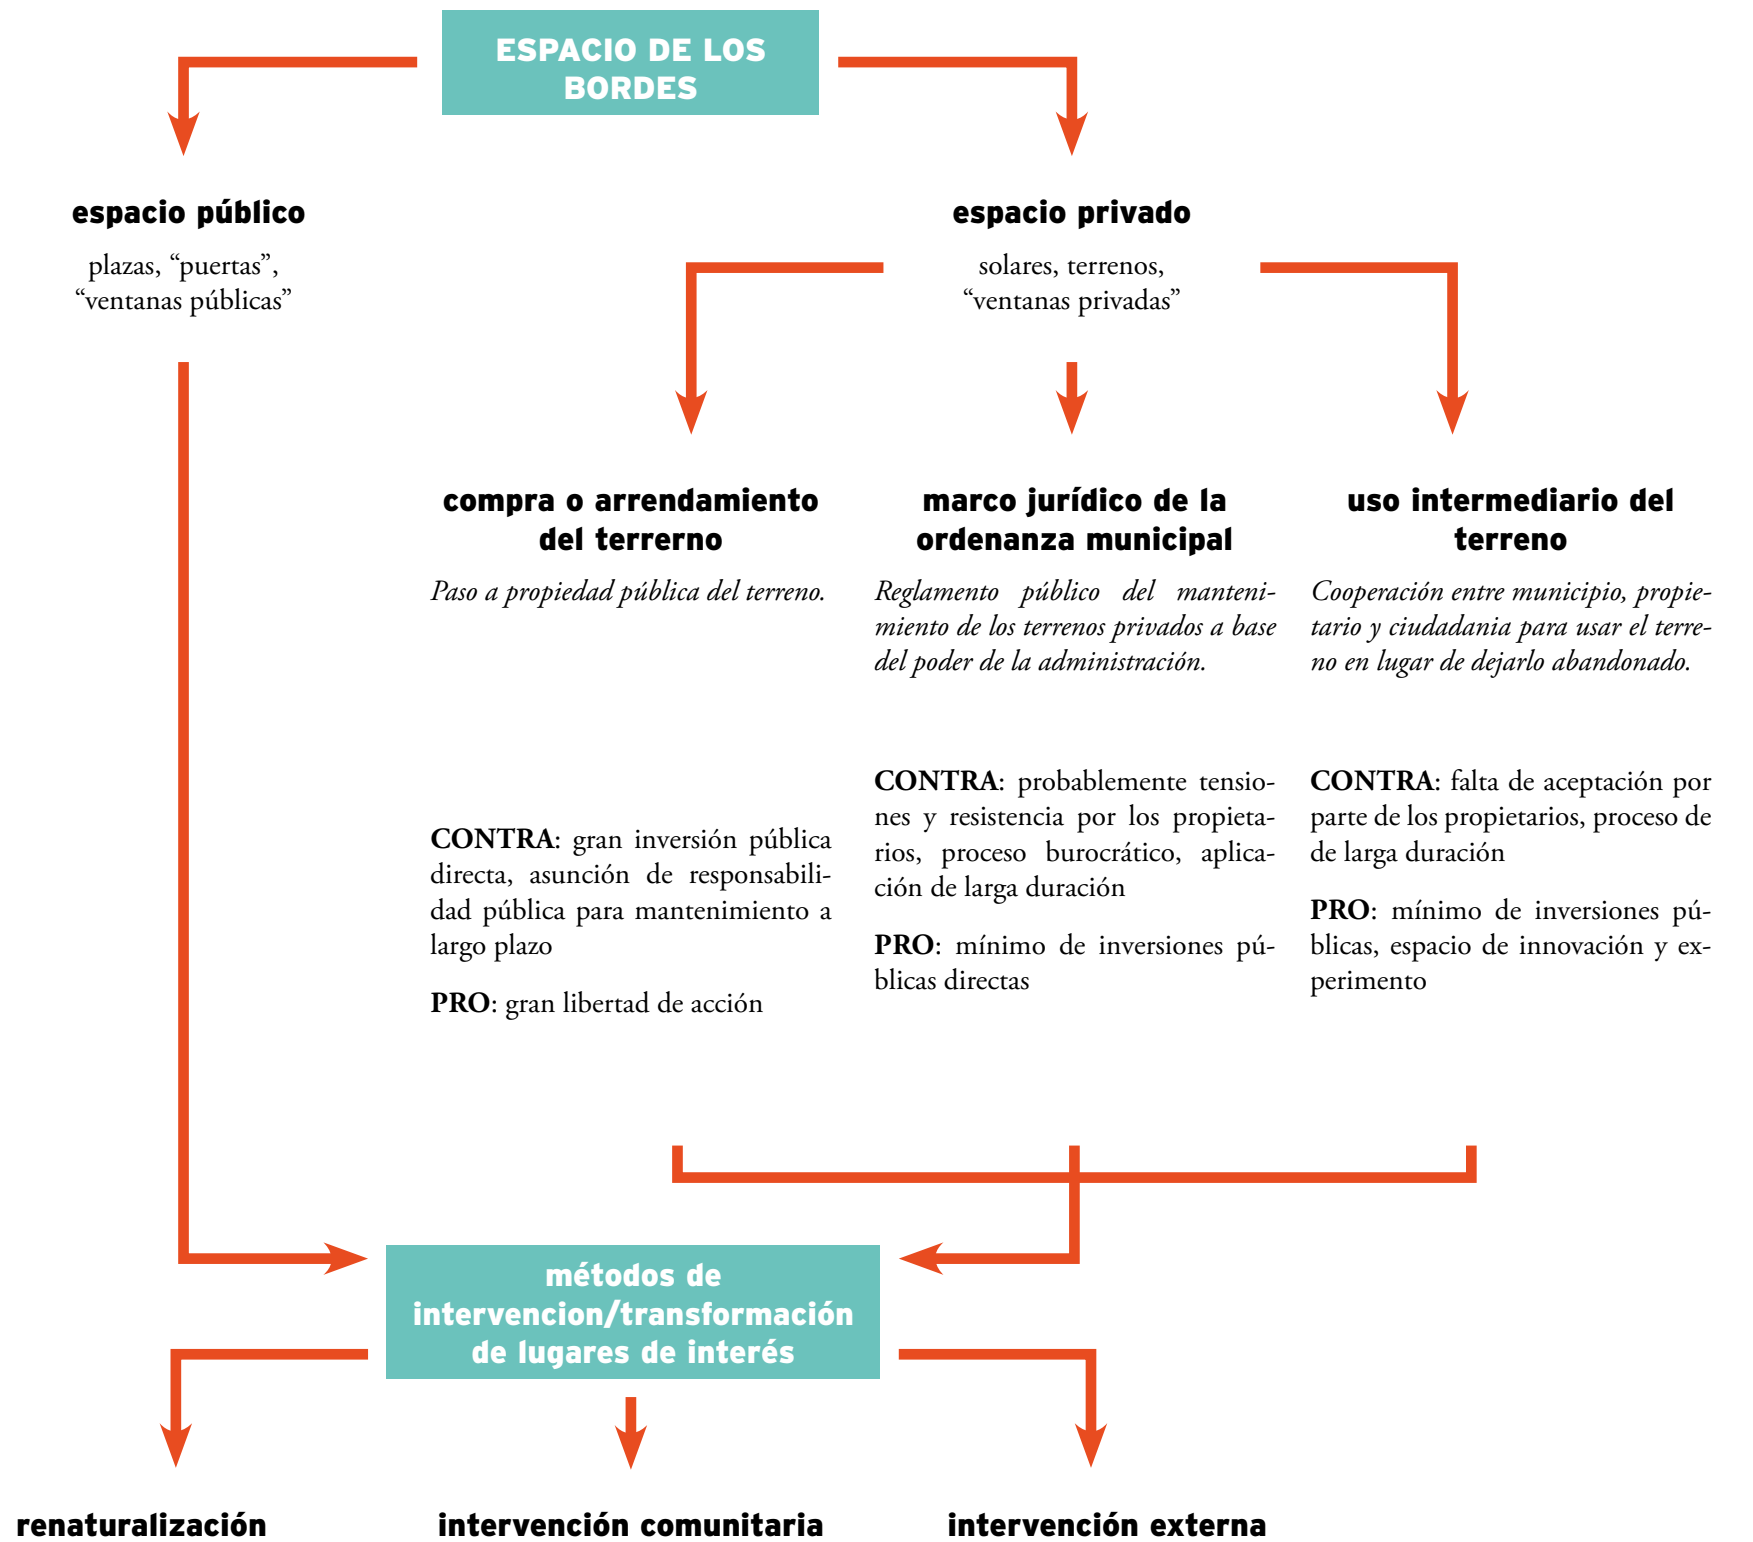 ESPACIO DE LOS
BORDES
espacio público
plazas, “puertas”,
“ventanas públicas”
espacio privado
solares, terrenos,
“ventanas privadas”
compra o arrendamiento
del terrerno
Paso a propiedad pública del terreno.
CONTRA: gran inversión pública
directa, asunción de responsabili-
dad pública para mantenimiento a
largo plazo
PRO: gran libertad de acción
marco jurídico de la
ordenanza municipal
Reglamento público del manteni-
miento de los terrenos privados a base
del poder de la administración.
CONTRA: probablemente tensio-
nes y resistencia por los propieta-
rios, proceso burocrático, aplica-
ción de larga duración
PRO: mínimo de inversiones pú-
blicas directas
uso intermediario del
terreno
Cooperación entre municipio, propie-
tario y ciudadania para usar el terre-
no en lugar de dejarlo abandonado.
CONTRA: falta de aceptación por
parte de los propietarios, proceso de
de larga duración
PRO: mínimo de inversiones pú-
blicas, espacio de innovación y ex-
perimento
métodos de
intervencion/transformación
de lugares de interés
renaturalización
intervención comunitaria
intervención externa